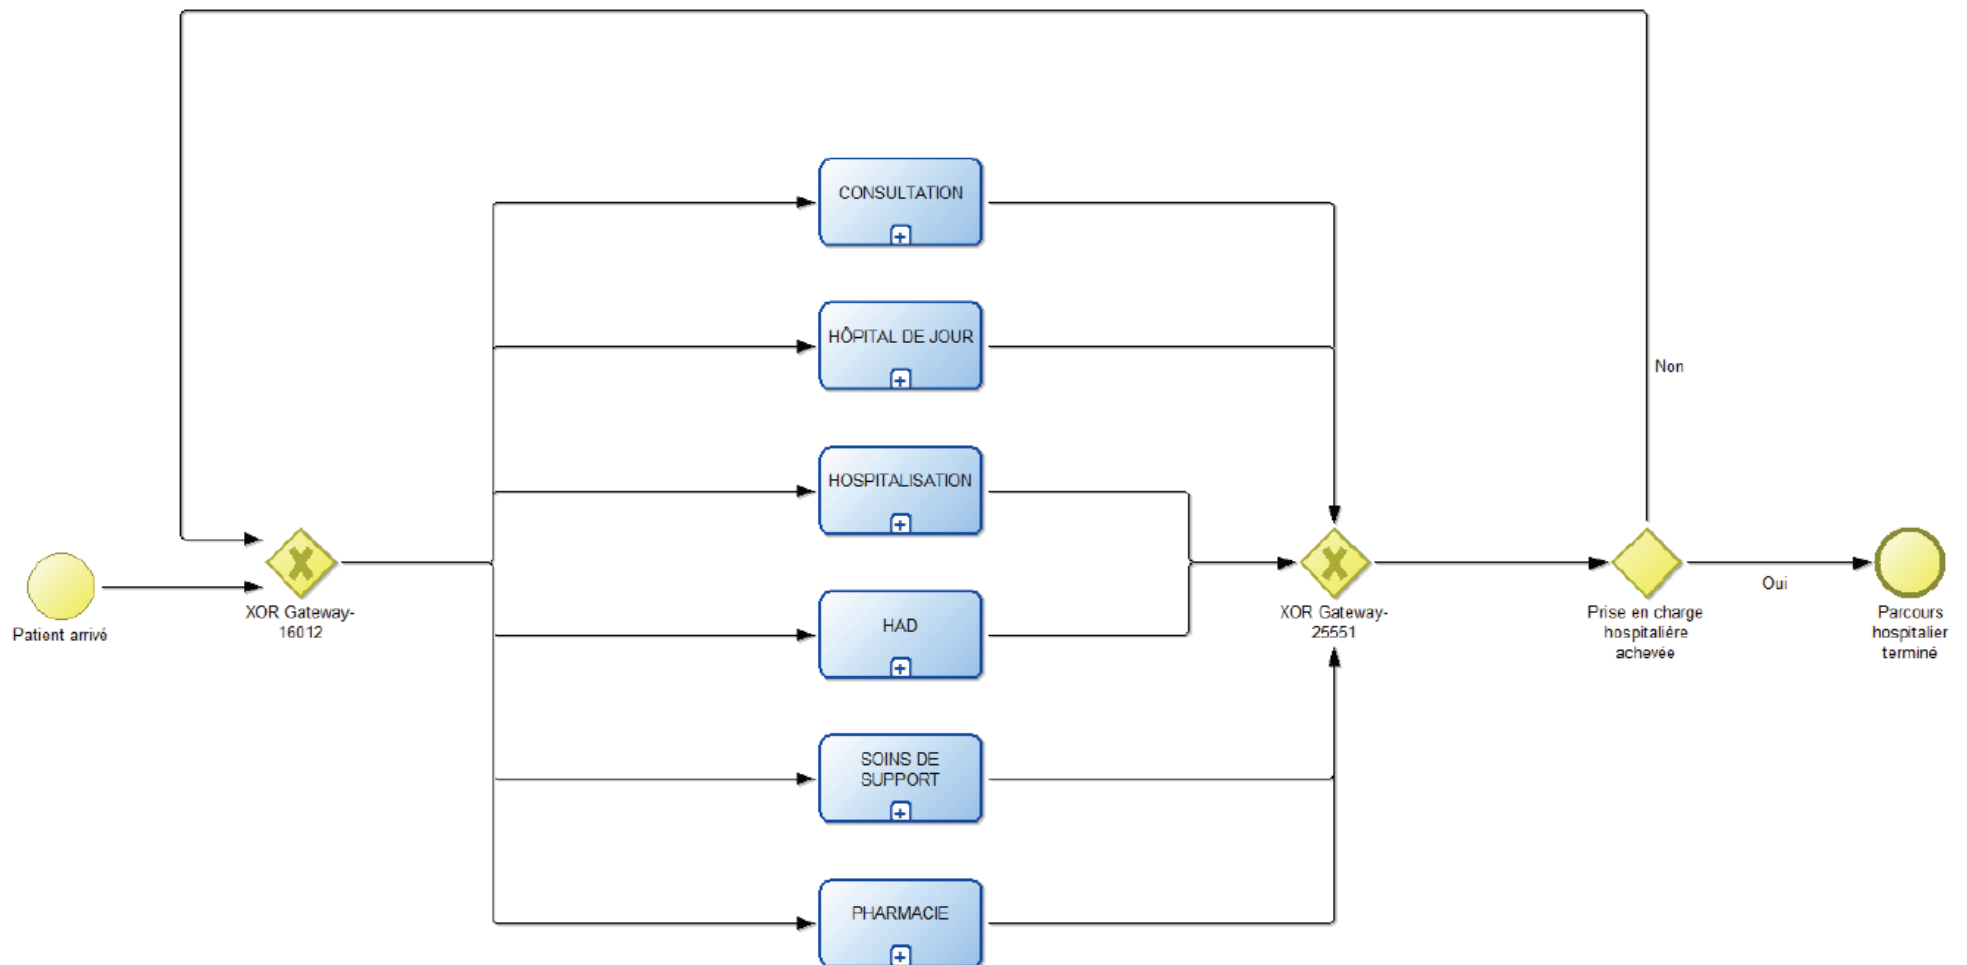 CONSULTATION
HÔPITAL DE JOUR
Non
HOSPITALISATION
Patient arrivé
XOR Gateway-
16012
HAD
XOR Gateway-
25551
Prise en charge
hospitalière
achevée
Oui
Parcours
hospitalier
terminé
SOINS DE
SUPPORT
PHARMACIE